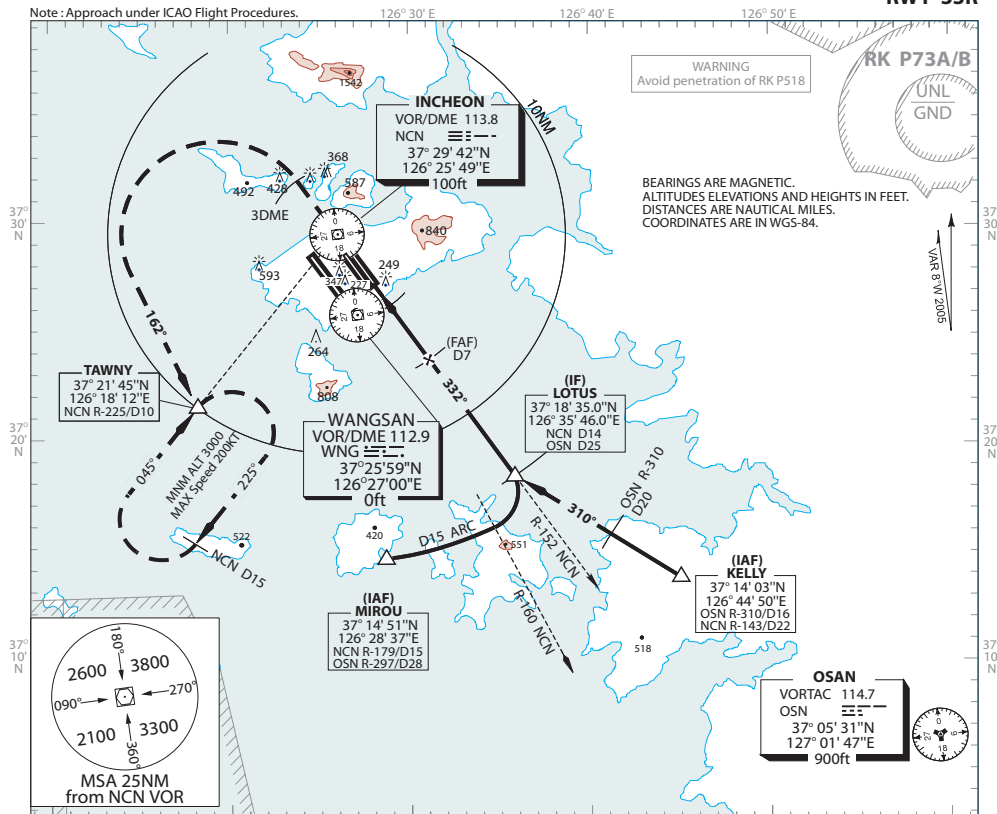 RWY 33R
Note : Approach under ICAO Flight Procedures.
126° 30' E
126° 40' E
126° 50' E
RK P73A/B
UNL
GND
WARNING
Avoid penetration of RK P518
1542
10NM
INCHEON
VOR/DME 113.8
NCN
37° 29' 42"N
126° 25' 49"E
100ft
BEARINGS ARE MAGNETIC.
ALTITUDES ELEVATIONS AND HEIGHTS IN FEET.
DISTANCES ARE NAUTICAL MILES.
COORDINATES ARE IN WGS-84.
368
492
428
587
3DME
37°
30'
N
37°
30'
N
840
593
347
227
249
VAR 8°W 2005
162°
264
(FAF)
D7
808
332°
TAWNY
37° 21' 45"N
126° 18' 12"E
NCN R-225/D10
(IF)
LOTUS
37° 18' 35.0"N
126° 35' 46.0"E
NCN D14
OSN D25
WANGSAN
VOR/DME 112.9
WNG
37°25'59"N
126°27'00"E
0ft
37°
20'
N
37°
20'
N
045°
MNM ALT 3000
MAX Speed 200KT
225°
522
NCN D15
420
D15 ARC
551
R-152 NCN
R-160 NCN
310°
OSN R-310
D20
(IAF)
KELLY
37° 14' 03"N
126° 44' 50"E
OSN R-310/D16
NCN R-143/D22
(IAF)
MIROU
37° 14' 51"N
126° 28' 37"E
NCN R-179/D15
OSN R-297/D28
518
37°
10'
N
37°
10'
N
180°
2600
3800
090°
270°
2100
3300
360°
MSA 25NM
from NCN VOR
OSAN
VORTAC 114.7
OSN
37° 05' 31"N
127° 01' 47"E
900ft